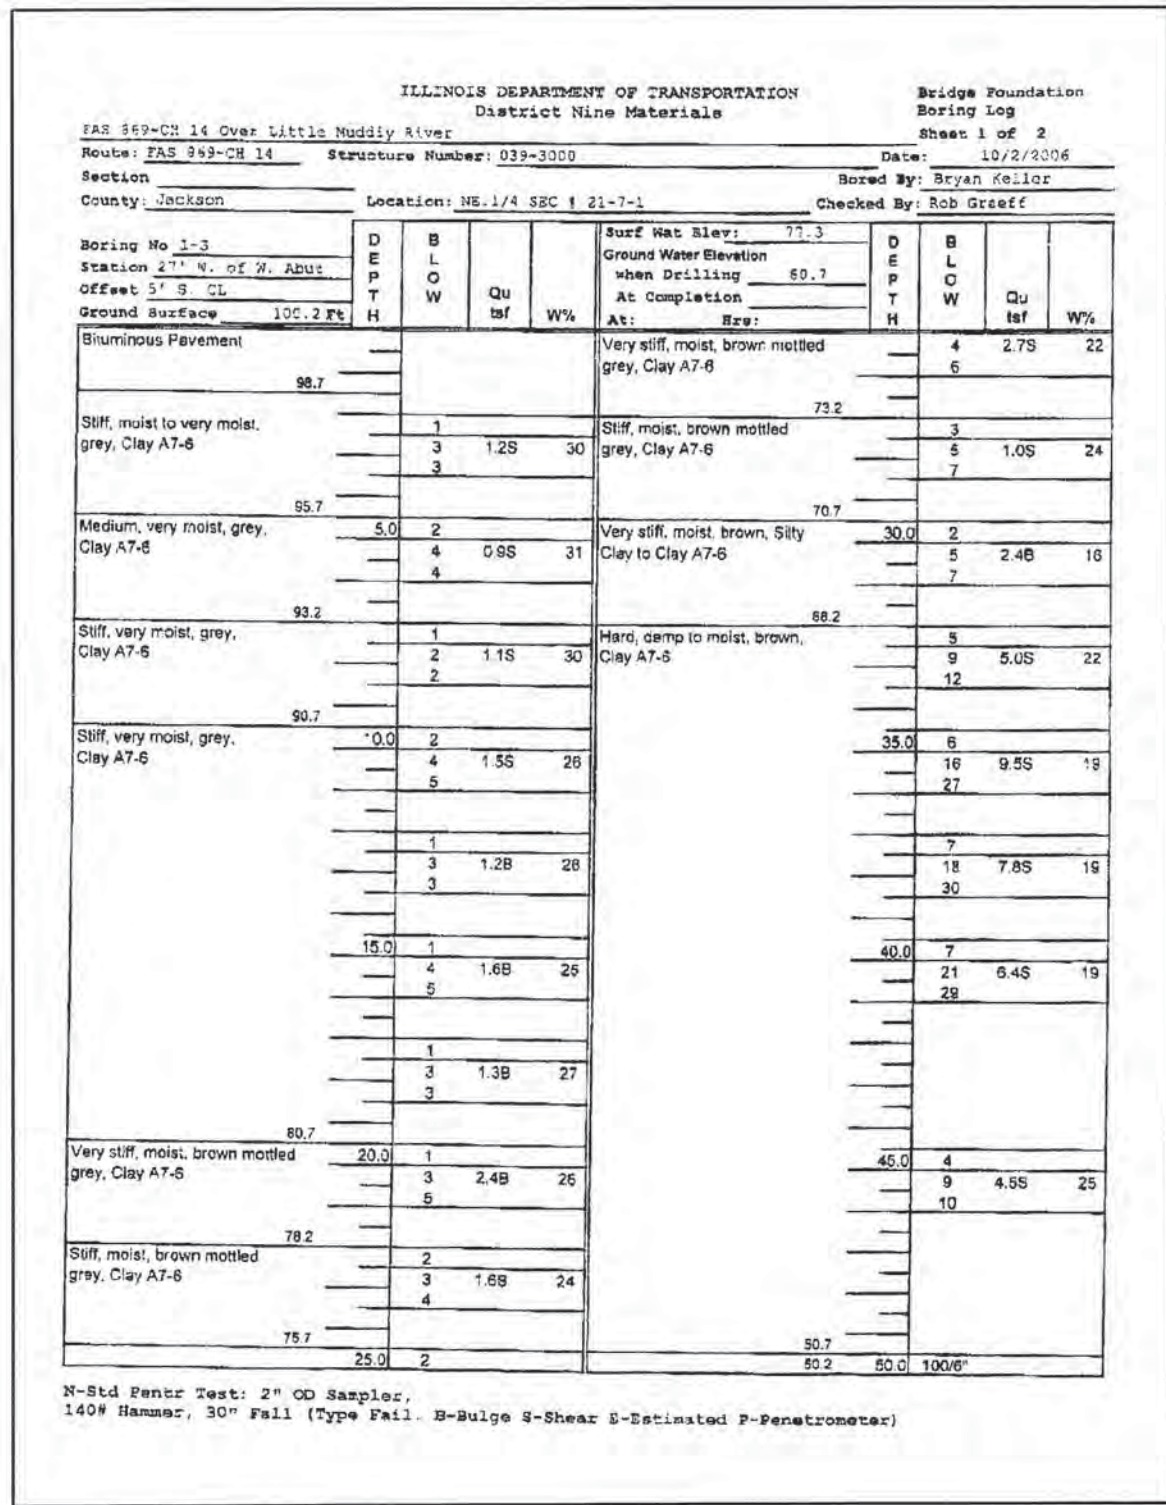 ILLINOIS DEPARTMENT OF TRANSPORTATION
District Nine Materials
Bridge Foundation
Boring Log
Sheet 1 of 2
FAS 869-CH 14 Over Little Muddiy River
Route: FAS 869-CH 14 Structure Number: 039-3000 Date: 10/2/2006
Section Bored By: Bryan Keller
County: Jackson Location: NE.1/4 SEC 21-7-1 Checked By: Rob Graeff
Boring No 1-3
Station 27' W. of W. Abut
Offset 5' S. CL
Ground Surface 100.2 Ft
DEPTH BLOW Qu tsf W%
Surf Wat Elev: 77.3
Ground Water Elevation
when Drilling 60.7
At Completion
At: Hrs:
DEPTH BLOW Qu tsf W%
Bituminous Pavement
98.7
Stiff, moist to very moist, 1
grey, Clay A7-6 3 1.2S 30
3
95.7
Medium, very moist, grey, 5.0 2
Clay A7-6 4 0.9S 31
4
93.2
Stiff, very moist, grey, 1
Clay A7-6 2 1.1S 30
2
90.7
Stiff, very moist, grey, 10.0 2
Clay A7-6 4 1.5S 26
5
1
3 1.2B 28
3
15.0 1
4 1.6B 25
5
1
3 1.3B 27
3
80.7
Very stiff, moist, brown mottled 20.0 1
grey, Clay A7-6 3 2.4B 26
5
78.2
Stiff, moist, brown mottled 2
grey, Clay A7-6 3 1.6B 24
4
75.7
25.0 2
Very stiff, moist, brown mottled 4 2.7S 22
grey, Clay A7-6 6
73.2
Stiff, moist, brown mottled 3
grey, Clay A7-6 5 1.0S 24
7
70.7
Very stiff, moist, brown, Silty 30.0 2
Clay to Clay A7-6 5 2.4B 16
7
68.2
Hard, damp to moist, brown, 5
Clay A7-6 9 5.0S 22
12
35.0 6
16 9.5S 19
27
7
18 7.8S 19
30
40.0 7
21 6.4S 19
29
45.0 4
9 4.5S 25
10
50.7
50.2 50.0 100/6"
N-Std Pentr Test: 2" OD Sampler,
140# Hammer, 30" Fall (Type Fail. B-Bulge S-Shear E-Estimated P-Penetrometer)